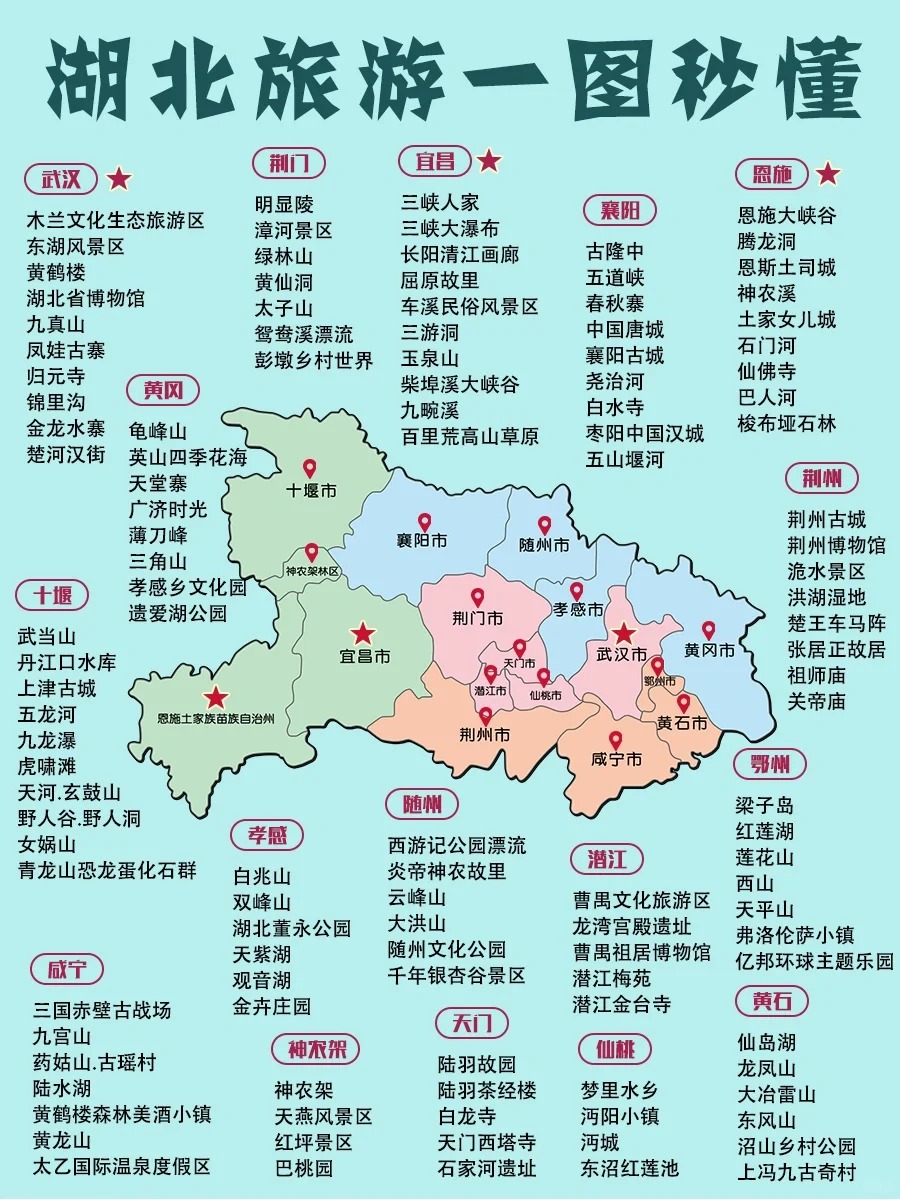 湖北旅游一图秒懂
武汉
木兰文化生态旅游区
东湖风景区
黄鹤楼
湖北省博物馆
九真山
凤娃古寨
归元寺
锦里沟
金龙水寨
楚河汉街
荆门
明显陵
漳河景区
绿林山
黄仙洞
太子山
鸳鸯溪漂流
彭墩乡村世界
宜昌
三峡人家
三峡大瀑布
长阳清江画廊
屈原故里
车溪民俗风景区
三游洞
玉泉山
柴埠溪大峡谷
九畹溪
百里荒高山草原
襄阳
古隆中
五道峡
春秋寨
中国唐城
襄阳古城
尧治河
白水寺
枣阳中国汉城
五山堰河
恩施
恩施大峡谷
腾龙洞
恩斯土司城
神农溪
土家女儿城
石门河
仙佛寺
巴人河
梭布垭石林
黄冈
龟峰山
英山四季花海
天堂寨
广济时光
薄刀峰
三角山
孝感乡文化园
遗爱湖公园
荆州
荆州古城
荆州博物馆
洈水景区
洪湖湿地
楚王车马阵
张居正故居
祖师庙
关帝庙
十堰
武当山
丹江口水库
上津古城
五龙河
九龙瀑
虎啸滩
天河.玄鼓山
野人谷.野人洞
女娲山
青龙山恐龙蛋化石群
十堰市
神农架林区
襄阳市
随州市
孝感市
荆门市
宜昌市
天门市
潜江市
仙桃市
武汉市
鄂州市
黄冈市
黄石市
恩施土家族苗族自治州
荆州市
咸宁市
鄂州
梁子岛
红莲湖
莲花山
西山
天平山
弗洛伦萨小镇
亿邦环球主题乐园
随州
西游记公园漂流
炎帝神农故里
云峰山
大洪山
随州文化公园
千年银杏谷景区
孝感
白兆山
双峰山
湖北董永公园
天紫湖
观音湖
金卉庄园
潜江
曹禺文化旅游区
龙湾宫殿遗址
曹禺祖居博物馆
潜江梅苑
潜江金台寺
咸宁
三国赤壁古战场
九宫山
药姑山.古瑶村
陆水湖
黄鹤楼森林美酒小镇
黄龙山
太乙国际温泉度假区
神农架
神农架
天燕风景区
红坪景区
巴桃园
天门
陆羽故园
陆羽茶经楼
白龙寺
天门西塔寺
石家河遗址
仙桃
梦里水乡
沔阳小镇
沔城
东沼红莲池
黄石
仙岛湖
龙凤山
大冶雷山
东风山
沼山乡村公园
上冯九古奇村